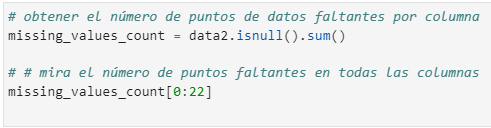 # obtener el número de puntos de datos faltantes por columna
missing_values_count = data2.isnull().sum()
# # mira el número de puntos faltantes en todas las columnas
missing_values_count[0:22]